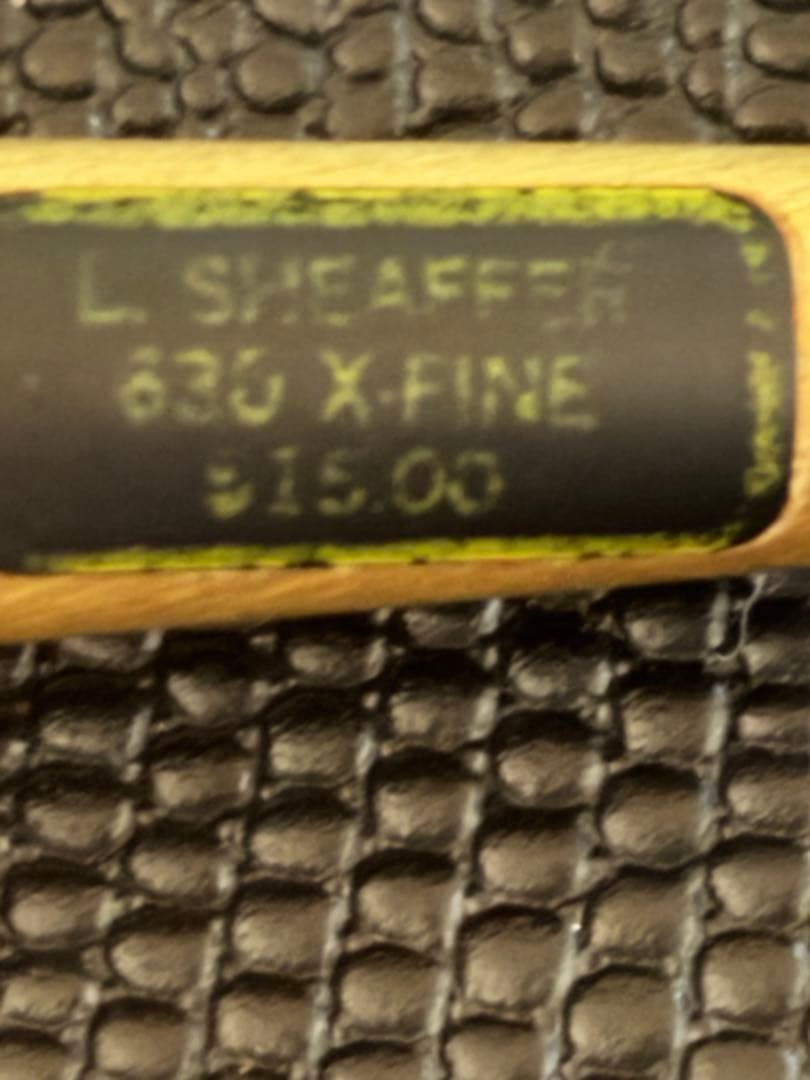 L. SHEAFFER
630 X-FINE
$15.00